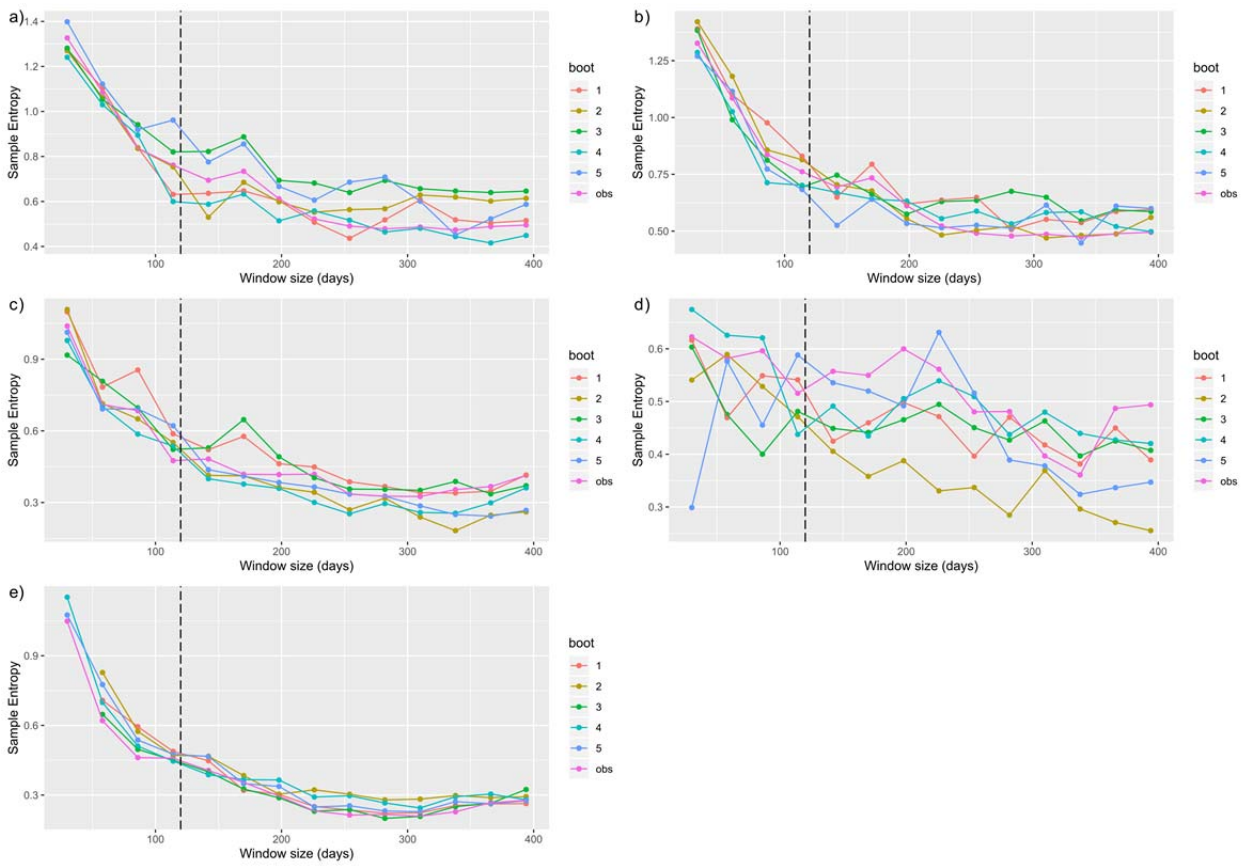 a)
1.4
1.2
1.0
0.8
0.6
0.4
Sample Entropy
100
200
300
400
Window size (days)
boot
1
2
3
4
5
obs
b)
1.25
1.00
0.75
0.50
Sample Entropy
100
200
300
400
Window size (days)
boot
1
2
3
4
5
obs
c)
0.9
0.6
0.3
Sample Entropy
100
200
300
400
Window size (days)
boot
1
2
3
4
5
obs
d)
0.6
0.5
0.4
0.3
Sample Entropy
100
200
300
400
Window size (days)
boot
1
2
3
4
5
obs
e)
0.9
0.6
0.3
Sample Entropy
100
200
300
400
Window size (days)
boot
1
2
3
4
5
obs